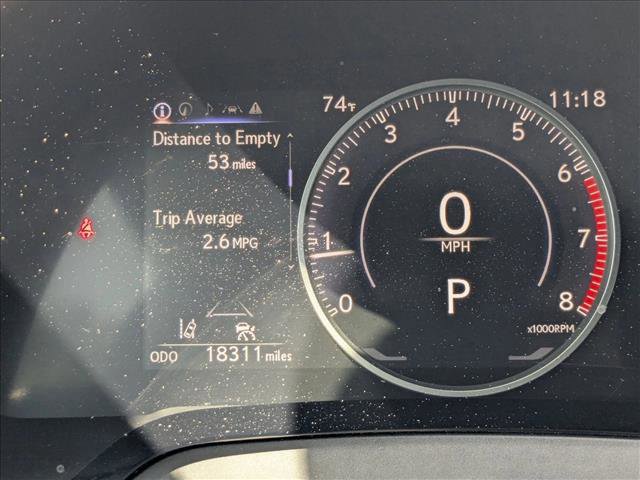 74°F
11:18
Distance to Empty
53 miles
Trip Average
2.6 MPG
ODO 18311 miles
0
1
2
3
4
5
6
7
8
0
MPH
P
x1000RPM